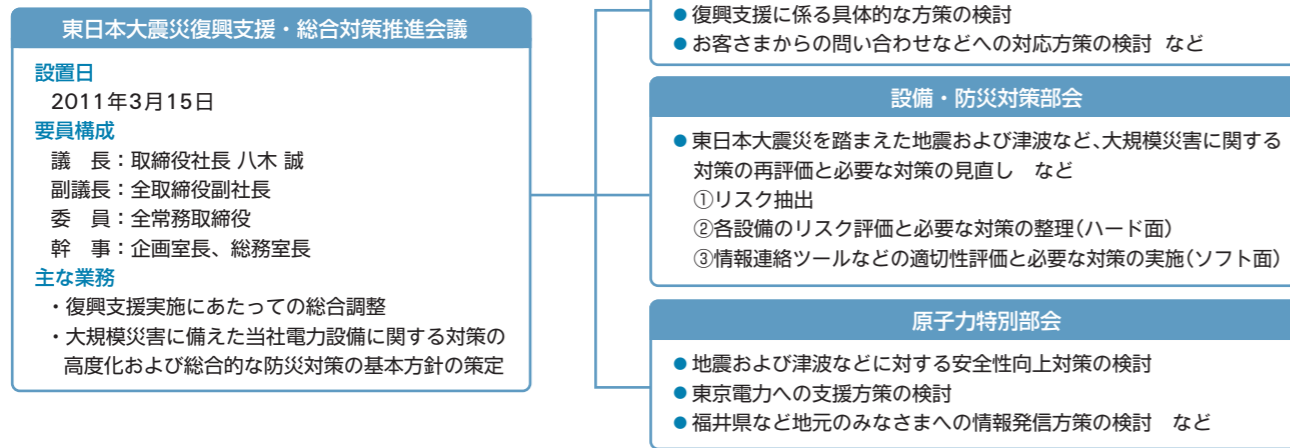 東日本大震災復興支援・総合対策推進会議
設置日
2011年3月15日
要員構成
議　長：取締役社長 八木 誠
副議長：全取締役副社長
委　員：全常務取締役
幹　事：企画室長、総務室長
主な業務
・復興支援実施にあたっての総合調整
・大規模災害に備えた当社電力設備に関する対策の
高度化および総合的な防災対策の基本方針の策定
●復興支援に係る具体的な方策の検討
●お客さまからの問い合わせなどへの対応方策の検討 など
設備・防災対策部会
●東日本大震災を踏まえた地震および津波など、大規模災害に関する
対策の再評価と必要な対策の見直し　など
①リスク抽出
②各設備のリスク評価と必要な対策の整理（ハード面）
③情報連絡ツールなどの適切性評価と必要な対策の実施（ソフト面）
原子力特別部会
●地震および津波などに対する安全性向上対策の検討
●東京電力への支援方策の検討
●福井県など地元のみなさまへの情報発信方策の検討　など